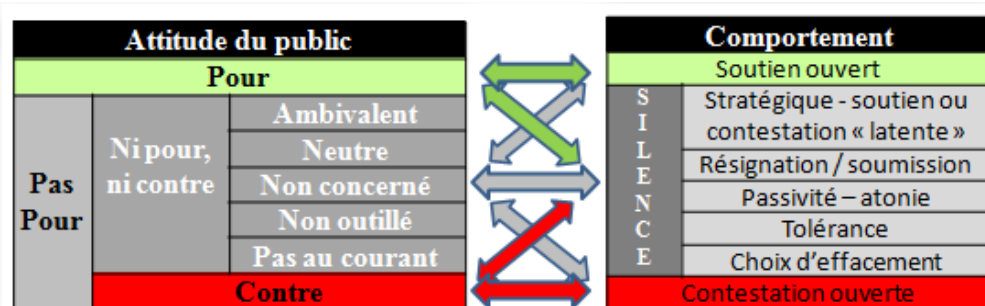 Attitude du public
Pour
Pas
Pour
Ni pour,
ni contre
Ambivalent
Neutre
Non concerné
Non outillé
Pas au courant
Contre
Comportement
Soutien ouvert
S
I
L
E
N
C
E
Stratégique - soutien ou
contestation « latente »
Résignation / soumission
Passivité – atonie
Tolérance
Choix d'effacement
Contestation ouverte